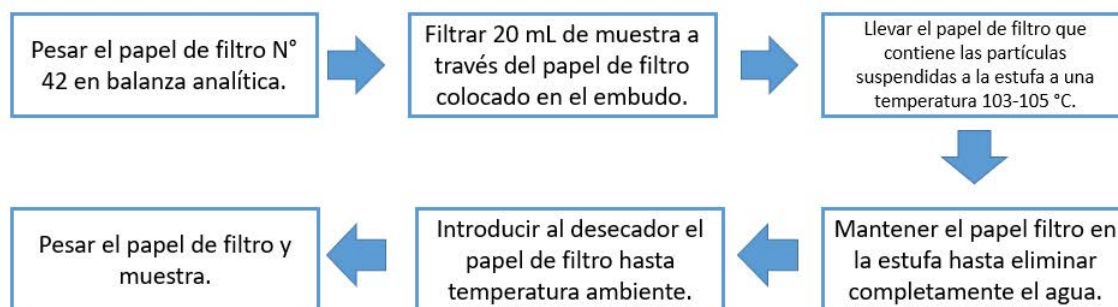 Pesar el papel de filtro N°
42 en balanza analítica.
Filtrar 20 mL de muestra a
través del papel de filtro
colocado en el embudo.
Llevar el papel de filtro que
contiene las partículas
suspendidas a la estufa a una
temperatura 103-105 °C.
Mantener el papel filtro en
la estufa hasta eliminar
completamente el agua.
Introducir al desecador el
papel de filtro hasta
temperatura ambiente.
Pesar el papel de filtro y
muestra.